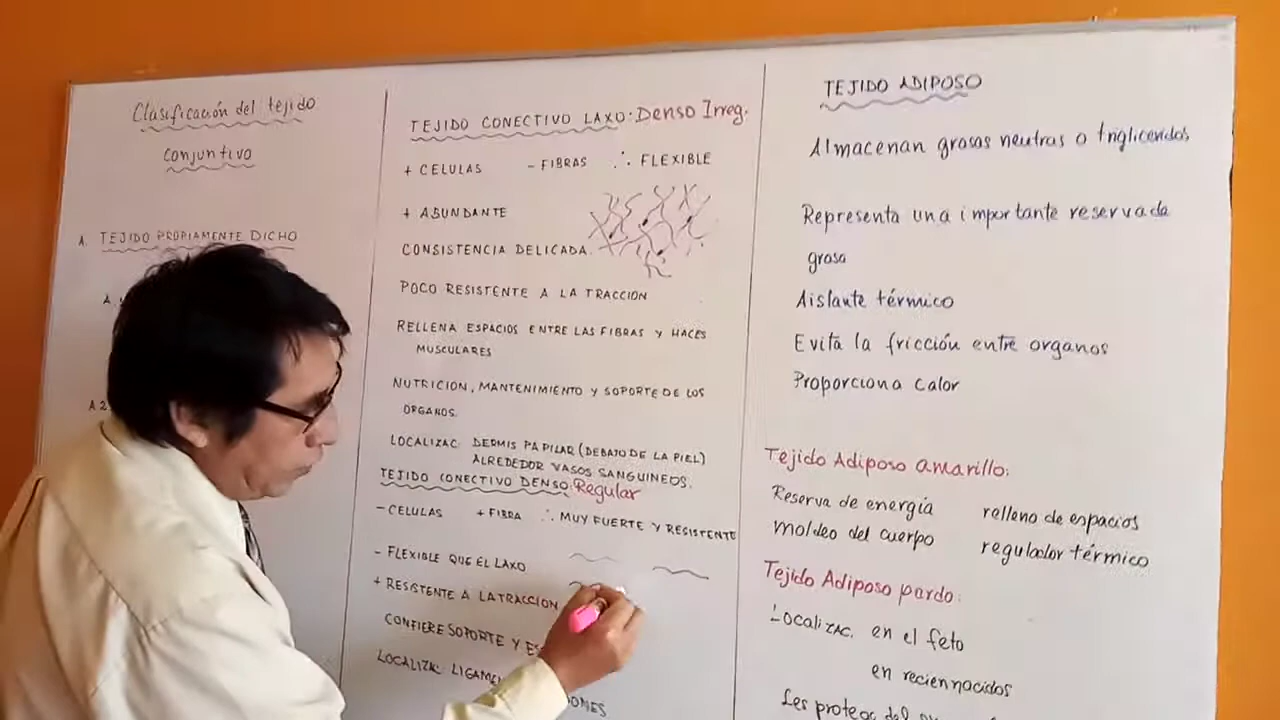 Clasificación del tejido
Conjuntivo
A. TEJIDO PROPIAMENTE DICHO
A.
A2
TEJIDO CONECTIVO LAXO: Denso Irreg.
+ CELULAS - FIBRAS ∴ FLEXIBLE
+ ABUNDANTE
CONSISTENCIA DELICADA.
POCO RESISTENTE A LA TRACCION
RELLENA ESPACIOS ENTRE LAS FIBRAS Y HACES
MUSCULARES
NUTRICION, MANTENIMIENTO Y SOPORTE DE LOS
ORGANOS.
LOCALIZAC: DERMIS PAPILAR (DEBAJO DE LA PIEL)
ALREDEDOR VASOS SANGUINEOS.
TEJIDO CONECTIVO DENSO: Regular
- CELULAS + FIBRA ∴ MUY FUERTE Y RESISTENTE
- FLEXIBLE QUE EL LAXO
+ RESISTENTE A LA TRACCION
CONFIERE SOPORTE Y
LOCALIZAC:
TEJIDO ADIPOSO
Almacenan grasas neutras o trigliceridos
Representa una importante reserva da
grasa
Aislante térmico
Evita la fricción entre organos
Proporciona Calor
Tejido Adiposo amarillo:
Reserva de energía relleno de espacios
moldeo del cuerpo regulador térmico
Tejido Adiposo pardo:
Localizac. en el feto
en reciennacidos